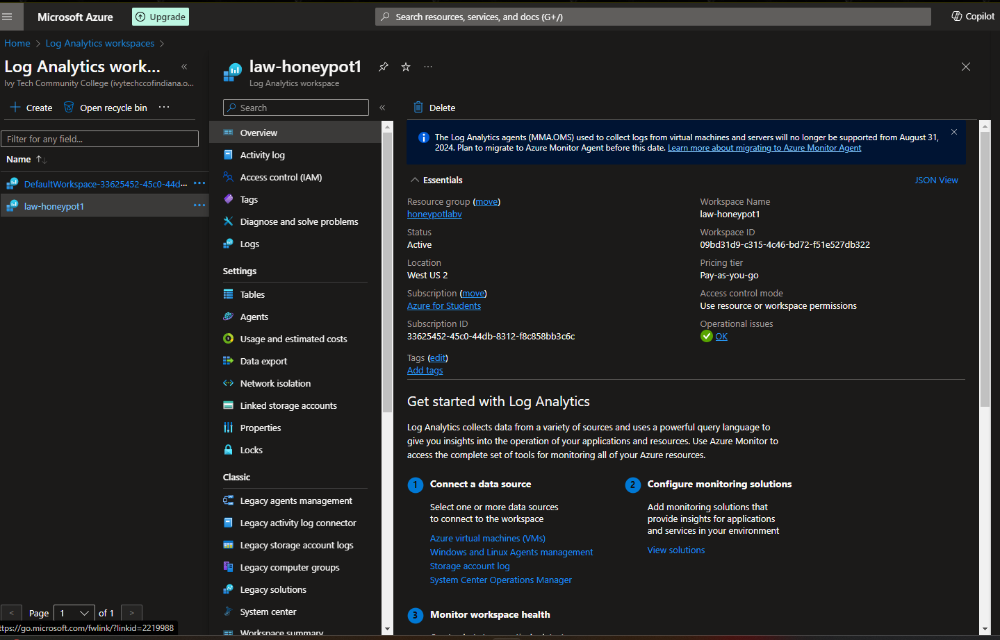 Microsoft Azure
Upgrade
Search resources, services, and docs (G+/)
Copilot
Home > Log Analytics workspaces >
Log Analytics work...
Ivy Tech Community College (ivytechccofindiana.o...
Create
Open recycle bin
Filter for any field...
Name
DefaultWorkspace-33625452-45c0-44d...
law-honeypot1
< Page 1 of 1 >
ttps://go.microsoft.com/fwlink/?linkid=2219988
law-honeypot1
Log Analytics workspace
Search
Overview
Activity log
Access control (IAM)
Tags
Diagnose and solve problems
Logs
Settings
Tables
Agents
Usage and estimated costs
Data export
Network isolation
Linked storage accounts
Properties
Locks
Classic
Legacy agents management
Legacy activity log connector
Legacy storage account logs
Legacy computer groups
Legacy solutions
System center
Workspace summary
Delete
The Log Analytics agents (MMA,OMS) used to collect logs from virtual machines and servers will no longer be supported from August 31,
2024. Plan to migrate to Azure Monitor Agent before this date. Learn more about migrating to Azure Monitor Agent
Essentials
JSON View
Resource group (move)
honeypotlabv
Status
Active
Location
West US 2
Subscription (move)
Azure for Students
Subscription ID
33625452-45c0-44db-8312-f8c858bb3c6c
Tags (edit)
Add tags
Workspace Name
law-honeypot1
Workspace ID
09bd31d9-c315-4c46-bd72-f51e527db322
Pricing tier
Pay-as-you-go
Access control mode
Use resource or workspace permissions
Operational issues
OK
Get started with Log Analytics
Log Analytics collects data from a variety of sources and uses a powerful query language to
give you insights into the operation of your applications and resources. Use Azure Monitor to
access the complete set of tools for monitoring all of your Azure resources.
1 Connect a data source
Select one or more data sources
to connect to the workspace
Azure virtual machines (VMs)
Windows and Linux Agents management
Storage account log
System Center Operations Manager
2 Configure monitoring solutions
Add monitoring solutions that
provide insights for applications
and services in your environment
View solutions
3 Monitor workspace health